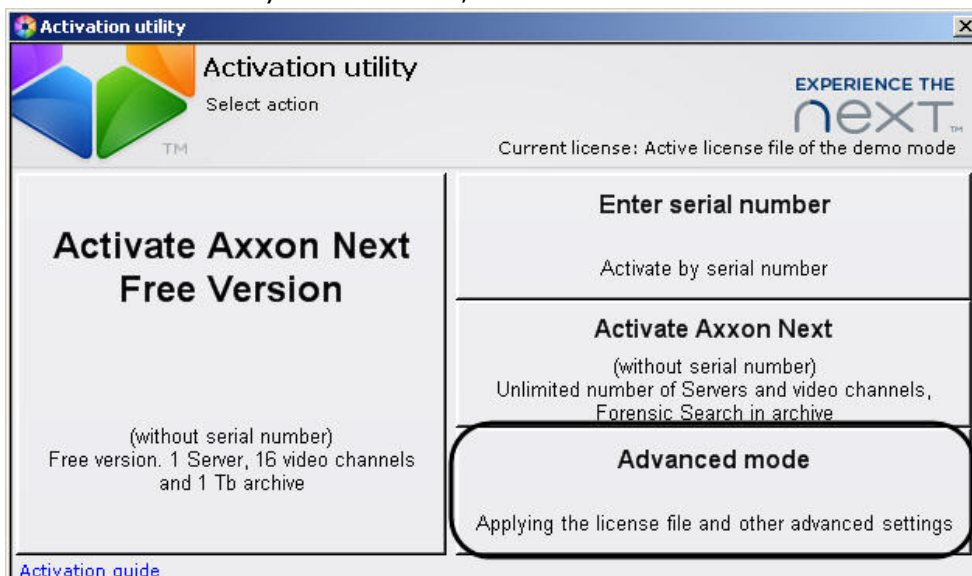 Activation utility
Activation utility
Select action
TM
EXPERIENCE THE
next TM
Current license: Active license file of the demo mode
Activate Axxon Next
Free Version
(without serial number)
Free version. 1 Server, 16 video channels
and 1 Tb archive
Enter serial number
Activate by serial number
Activate Axxon Next
(without serial number)
Unlimited number of Servers and video channels,
Forensic Search in archive
Advanced mode
Applying the license file and other advanced settings
Activation guide